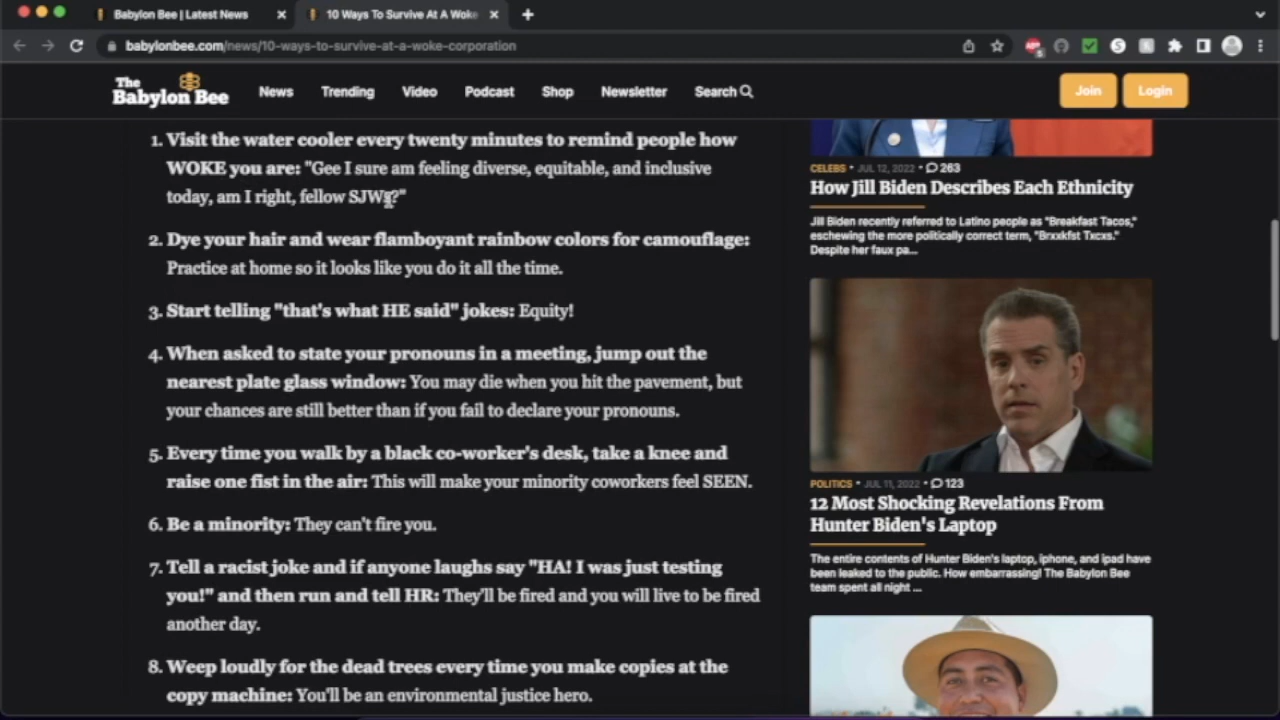 Babylon Bee | Latest News
10 Ways To Survive At A Woke
babylonbee.com/news/10-ways-to-survive-at-a-woke-corporation
The Babylon Bee
News Trending Video Podcast Shop Newsletter Search
Join Login
1. Visit the water cooler every twenty minutes to remind people how
WOKE you are: "Gee I sure am feeling diverse, equitable, and inclusive
today, am I right, fellow SJWs?"
2. Dye your hair and wear flamboyant rainbow colors for camouflage:
Practice at home so it looks like you do it all the time.
3. Start telling "that's what HE said" jokes: Equity!
4. When asked to state your pronouns in a meeting, jump out the
nearest plate glass window: You may die when you hit the pavement, but
your chances are still better than if you fail to declare your pronouns.
5. Every time you walk by a black co-worker's desk, take a knee and
raise one fist in the air: This will make your minority coworkers feel SEEN.
6. Be a minority: They can't fire you.
7. Tell a racist joke and if anyone laughs say "HA! I was just testing
you!" and then run and tell HR: They'll be fired and you will live to be fired
another day.
8. Weep loudly for the dead trees every time you make copies at the
copy machine: You'll be an environmental justice hero.
CELEBS • JUL 12, 2022 • 263
How Jill Biden Describes Each Ethnicity
Jill Biden recently referred to Latino people as "Breakfast Tacos,"
eschewing the more politically correct term, "Brxxkfst Txcxs."
Despite her faux pa...
POLITICS • JUL 11, 2022 • 123
12 Most Shocking Revelations From
Hunter Biden's Laptop
The entire contents of Hunter Biden's laptop, iphone, and ipad have
been leaked to the public. How embarrassing! The Babylon Bee
team spent all night ...